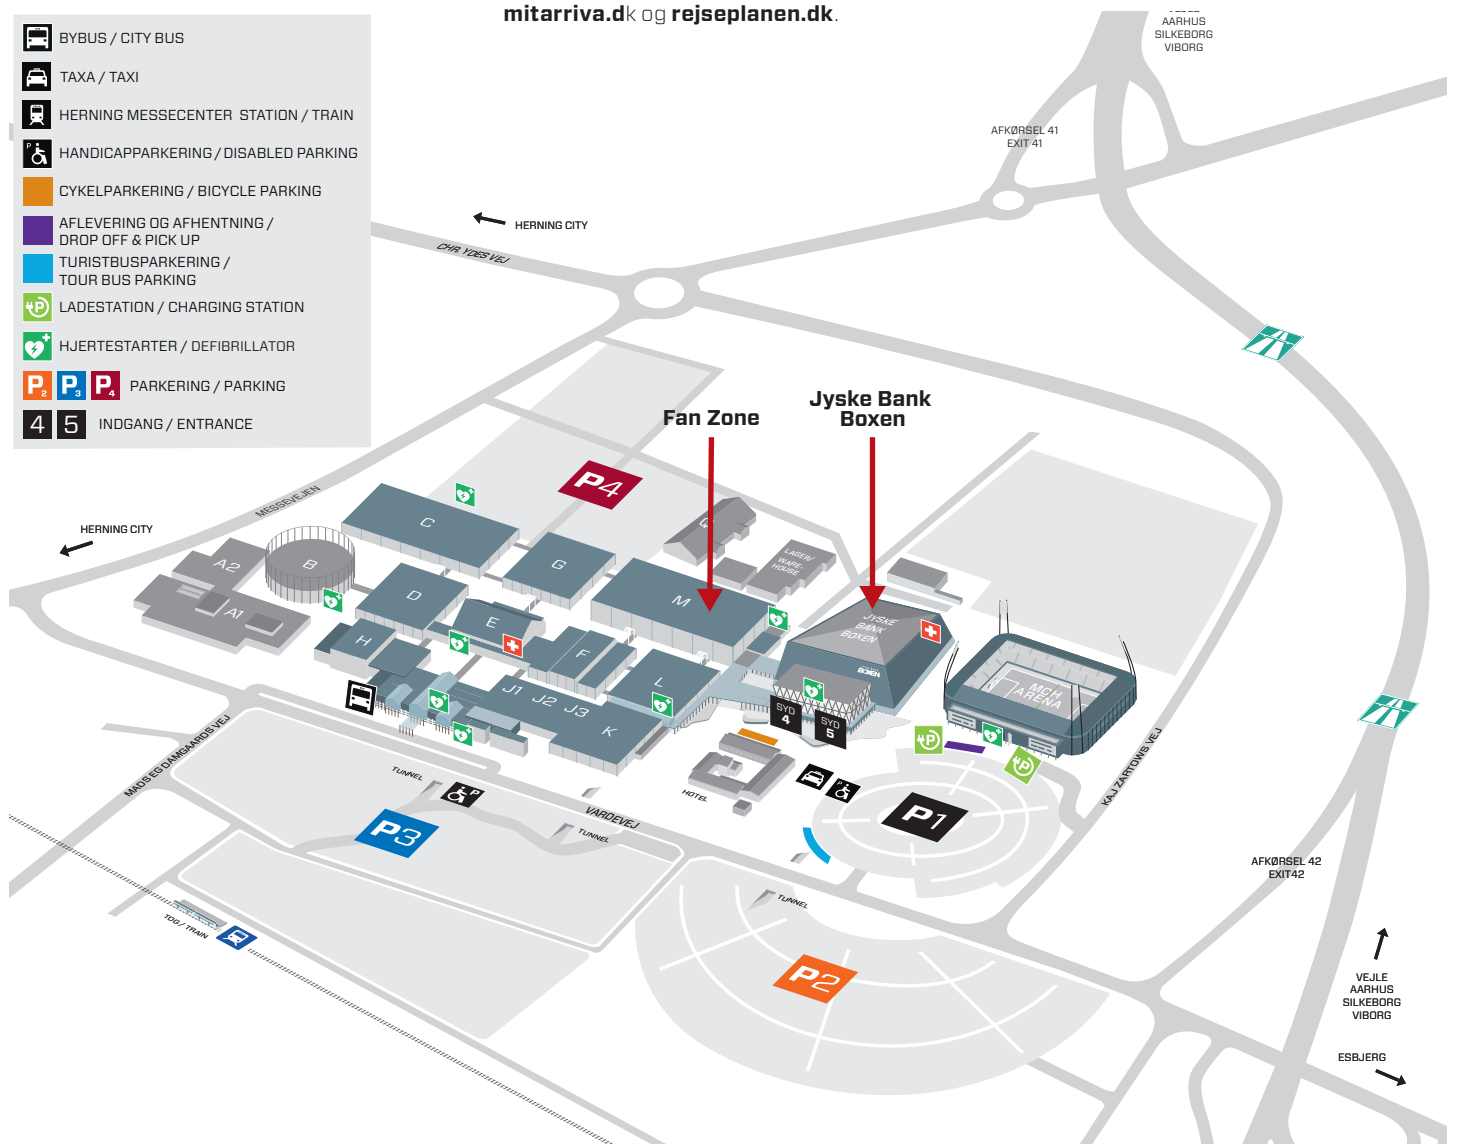 mitarriva.dk og rejseplanen.dk.
BYBUS / CITY BUS
TAXA / TAXI
HERNING MESSECENTER STATION / TRAIN
P
HANDICAPPARKERING / DISABLED PARKING
CYKELPARKERING / BICYCLE PARKING
AFLEVERING OG AFHENTNING /
DROP OFF & PICK UP
TURISTBUSPARKERING /
TOUR BUS PARKING
P
LADESTATION / CHARGING STATION
HJERTESTARTER / DEFIBRILLATOR
P2 P3 P4 PARKERING / PARKING
4 5 INDGANG / ENTRANCE
AARHUS
SILKEBORG
VIBORG
AFKØRSEL 41
EXIT 41
HERNING CITY
CHR. YDES VEJ
Fan Zone
Jyske Bank
Boxen
MESSEVEJEN
HERNING CITY
P4
C
Q
G
LAGER/
WARE-
HOUSE
B
A2
A1
D
M
E
H
F
L
J1
J2
J3
K
JYSKE
BANK
BOXEN
BOXEN
MCH
ARENA
SYD
4
SYD
5
P
P
HOTEL
P
P1
KAJ ZARTOWS VEJ
MADS EG DAMGAARDS VEJ
TUNNEL
P
P3
VARDEVEJ
TUNNEL
TUNNEL
TOG / TRAIN
P2
AFKØRSEL 42
EXIT42
VEJLE
AARHUS
SILKEBORG
VIBORG
ESBJERG